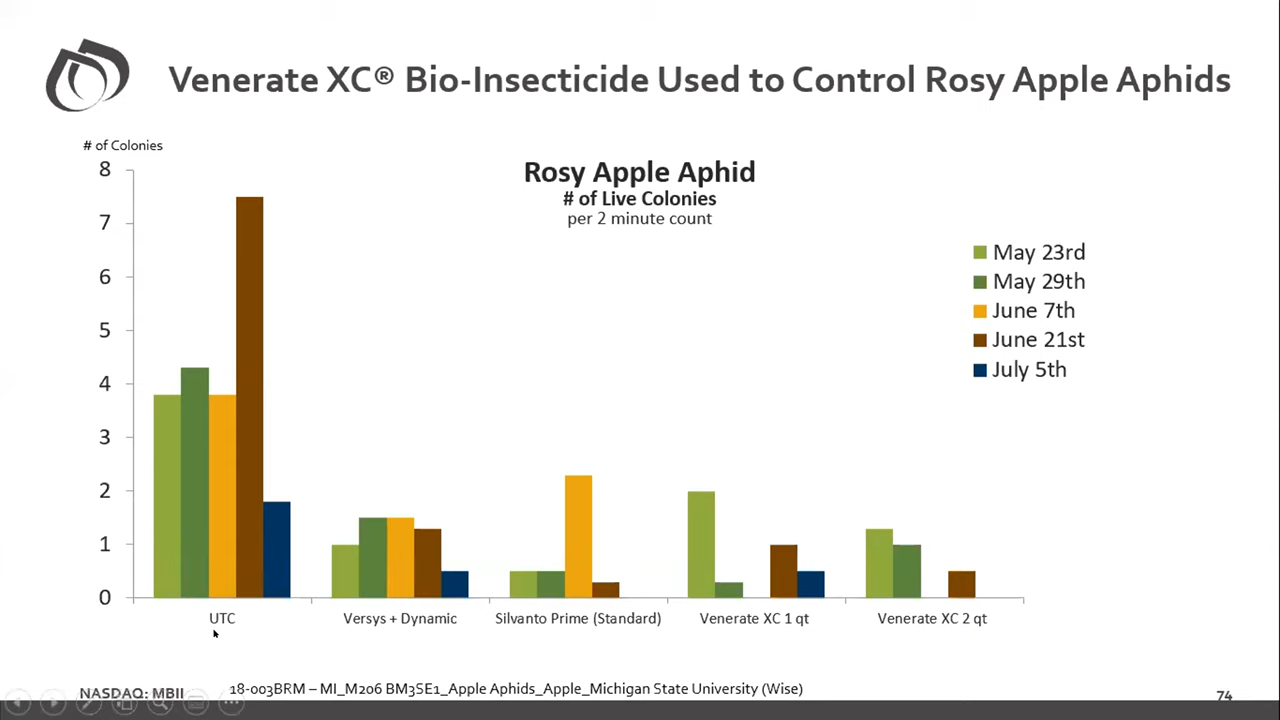 Venerate XC® Bio-Insecticide Used to Control Rosy Apple Aphids
# of Colonies
Rosy Apple Aphid
# of Live Colonies
per 2 minute count
8
7
6
5
4
3
2
1
0
May 23rd
May 29th
June 7th
June 21st
July 5th
UTC
Versys + Dynamic
Silvanto Prime (Standard)
Venerate XC 1 qt
Venerate XC 2 qt
NASDAQ: MBII
18-003BRM – MI_M206 BM3SE1_Apple Aphids_Apple_Michigan State University (Wise)
74